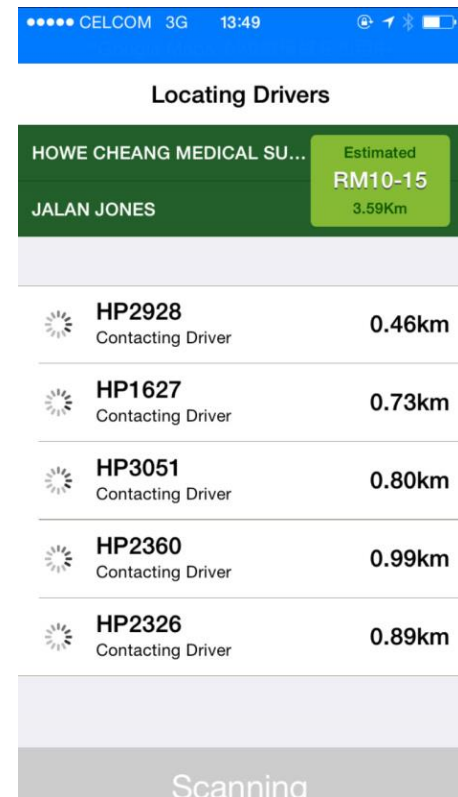 CELCOM 3G 13:49
Locating Drivers
HOWE CHEANG MEDICAL SU...
JALAN JONES
Estimated
RM10-15
3.59Km
HP2928
Contacting Driver
0.46km
HP1627
Contacting Driver
0.73km
HP3051
Contacting Driver
0.80km
HP2360
Contacting Driver
0.99km
HP2326
Contacting Driver
0.89km
Scanning